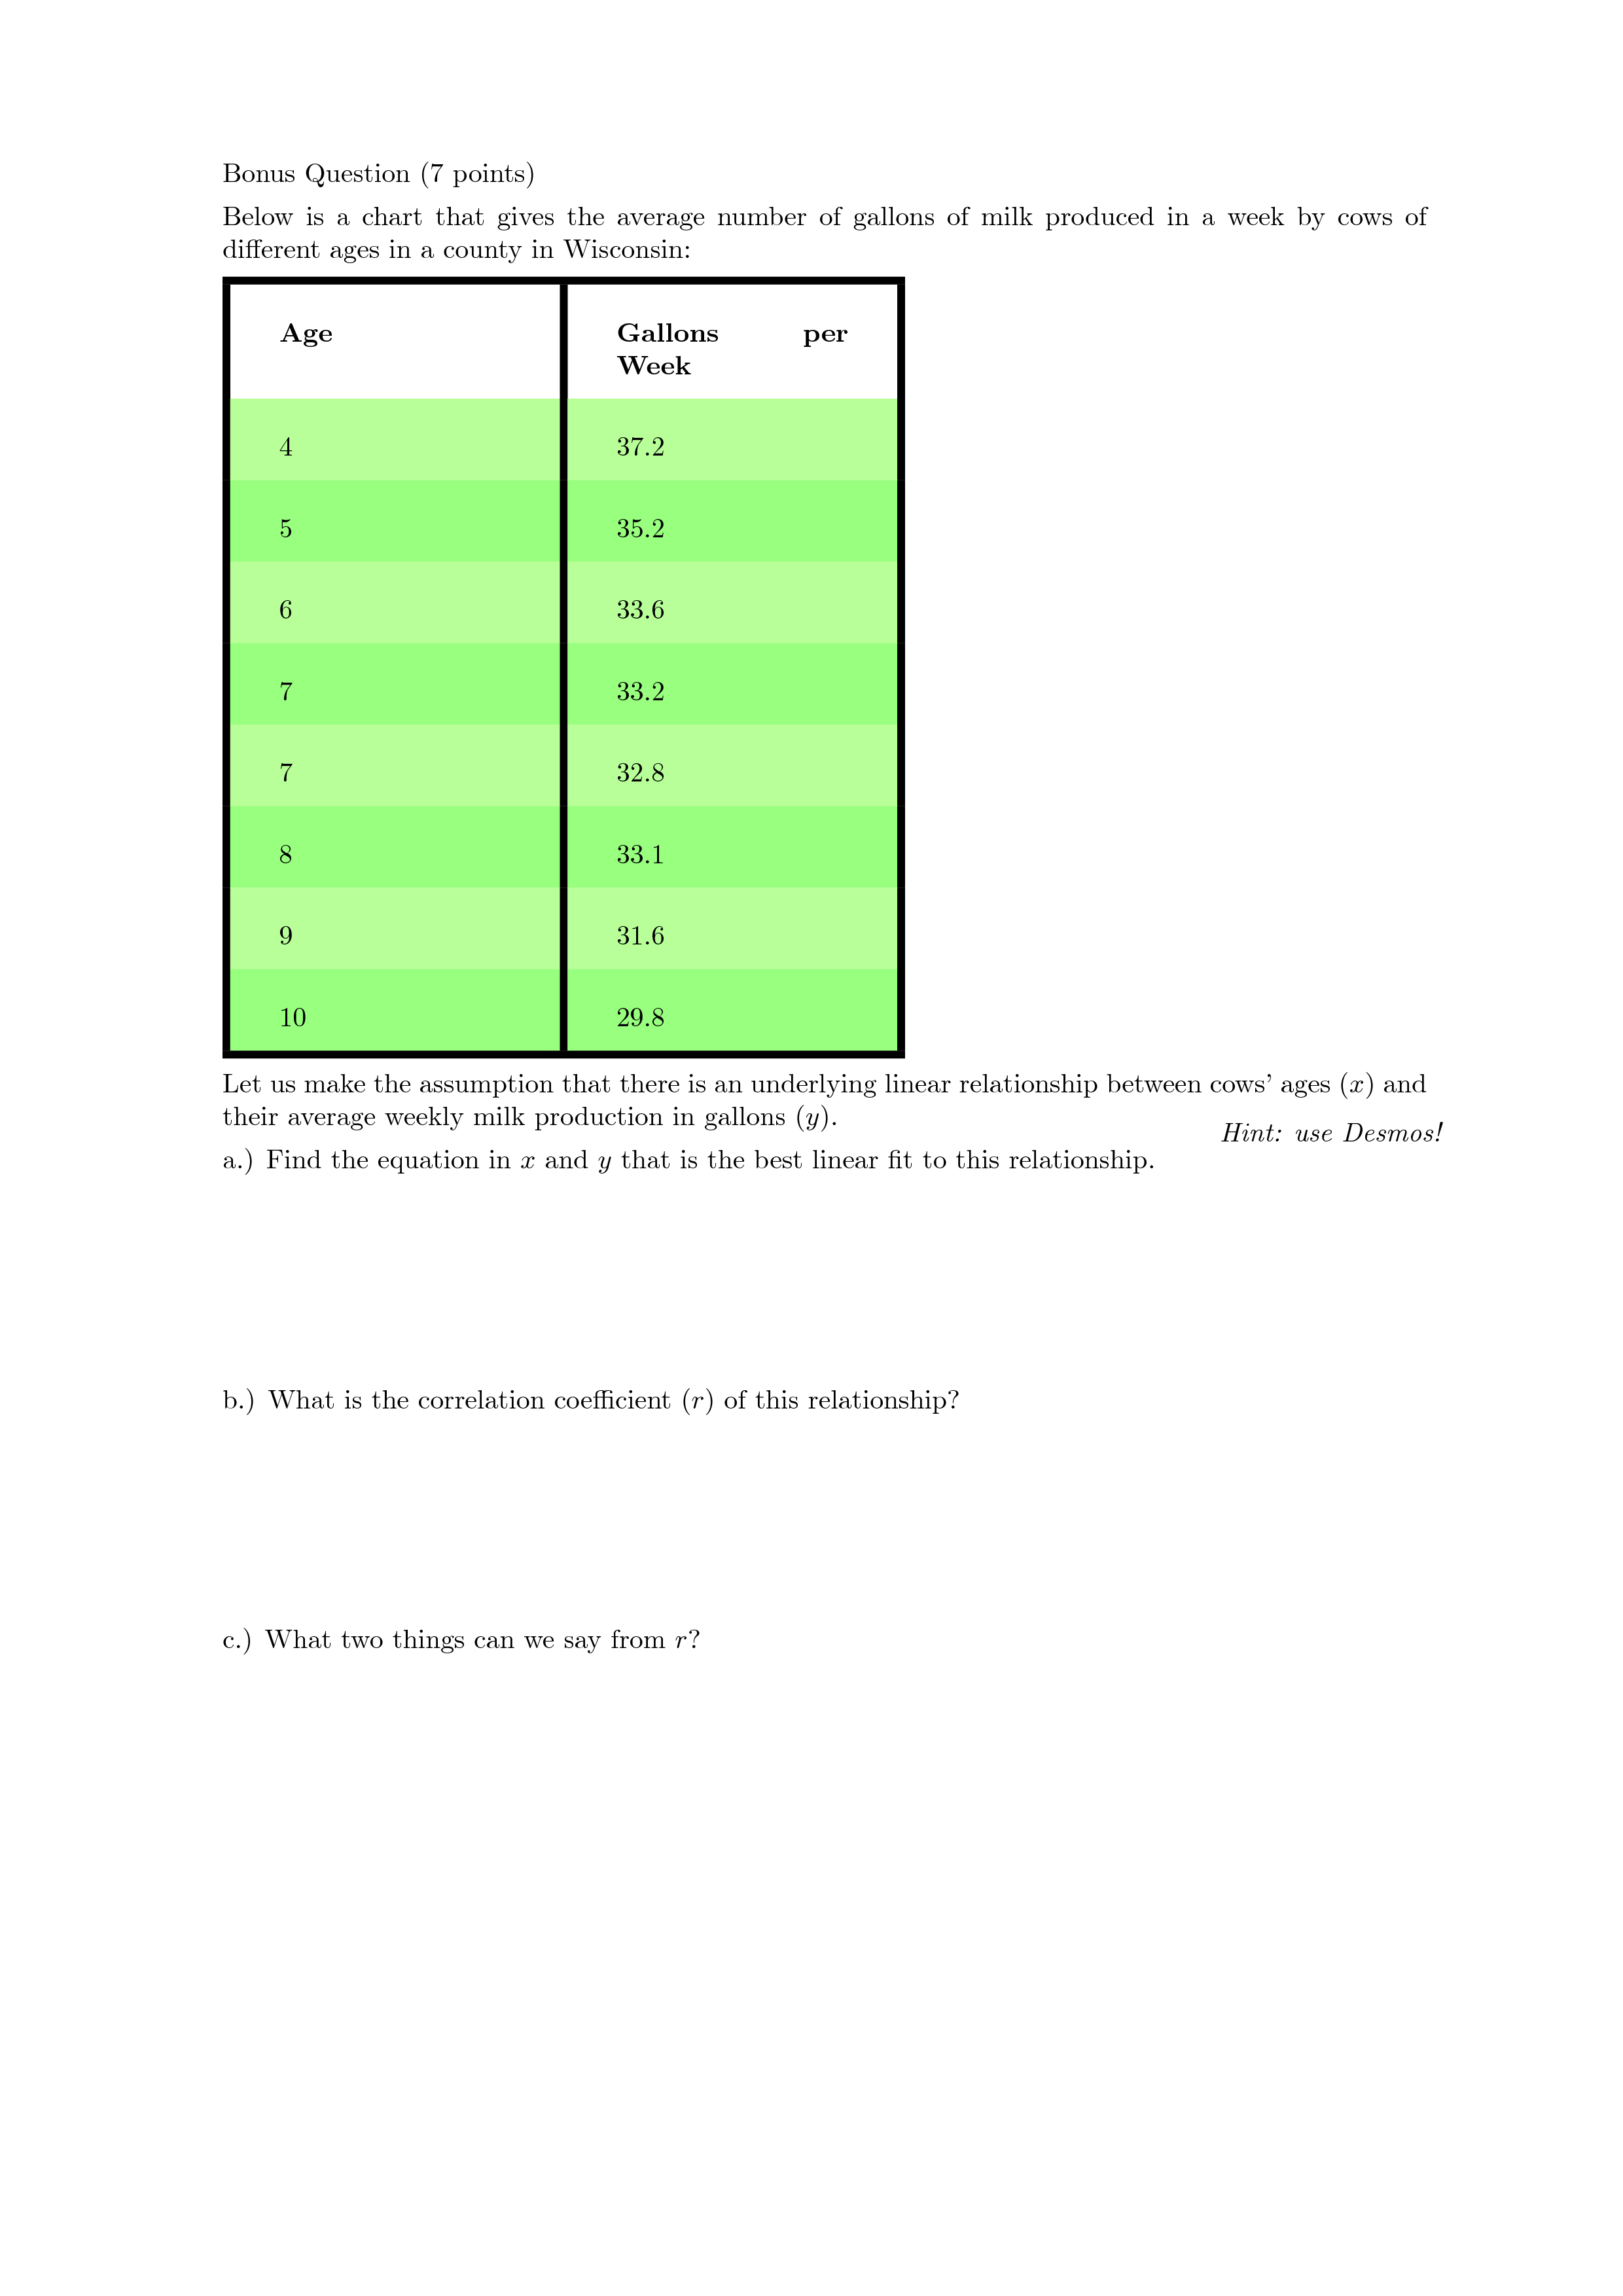 Bonus Question (7 points)
Below is a chart that gives the average number of gallons of milk produced in a week by cows of
different ages in a county in Wisconsin:
Age Gallons per
Week
4 37.2
5 35.2
6 33.6
7 33.2
7 32.8
8 33.1
9 31.6
10 29.8
Let us make the assumption that there is an underlying linear relationship between cows' ages (x) and
their average weekly milk production in gallons (y).
Hint: use Desmos!
a.) Find the equation in x and y that is the best linear fit to this relationship.
b.) What is the correlation coefficient (r) of this relationship?
c.) What two things can we say from r?